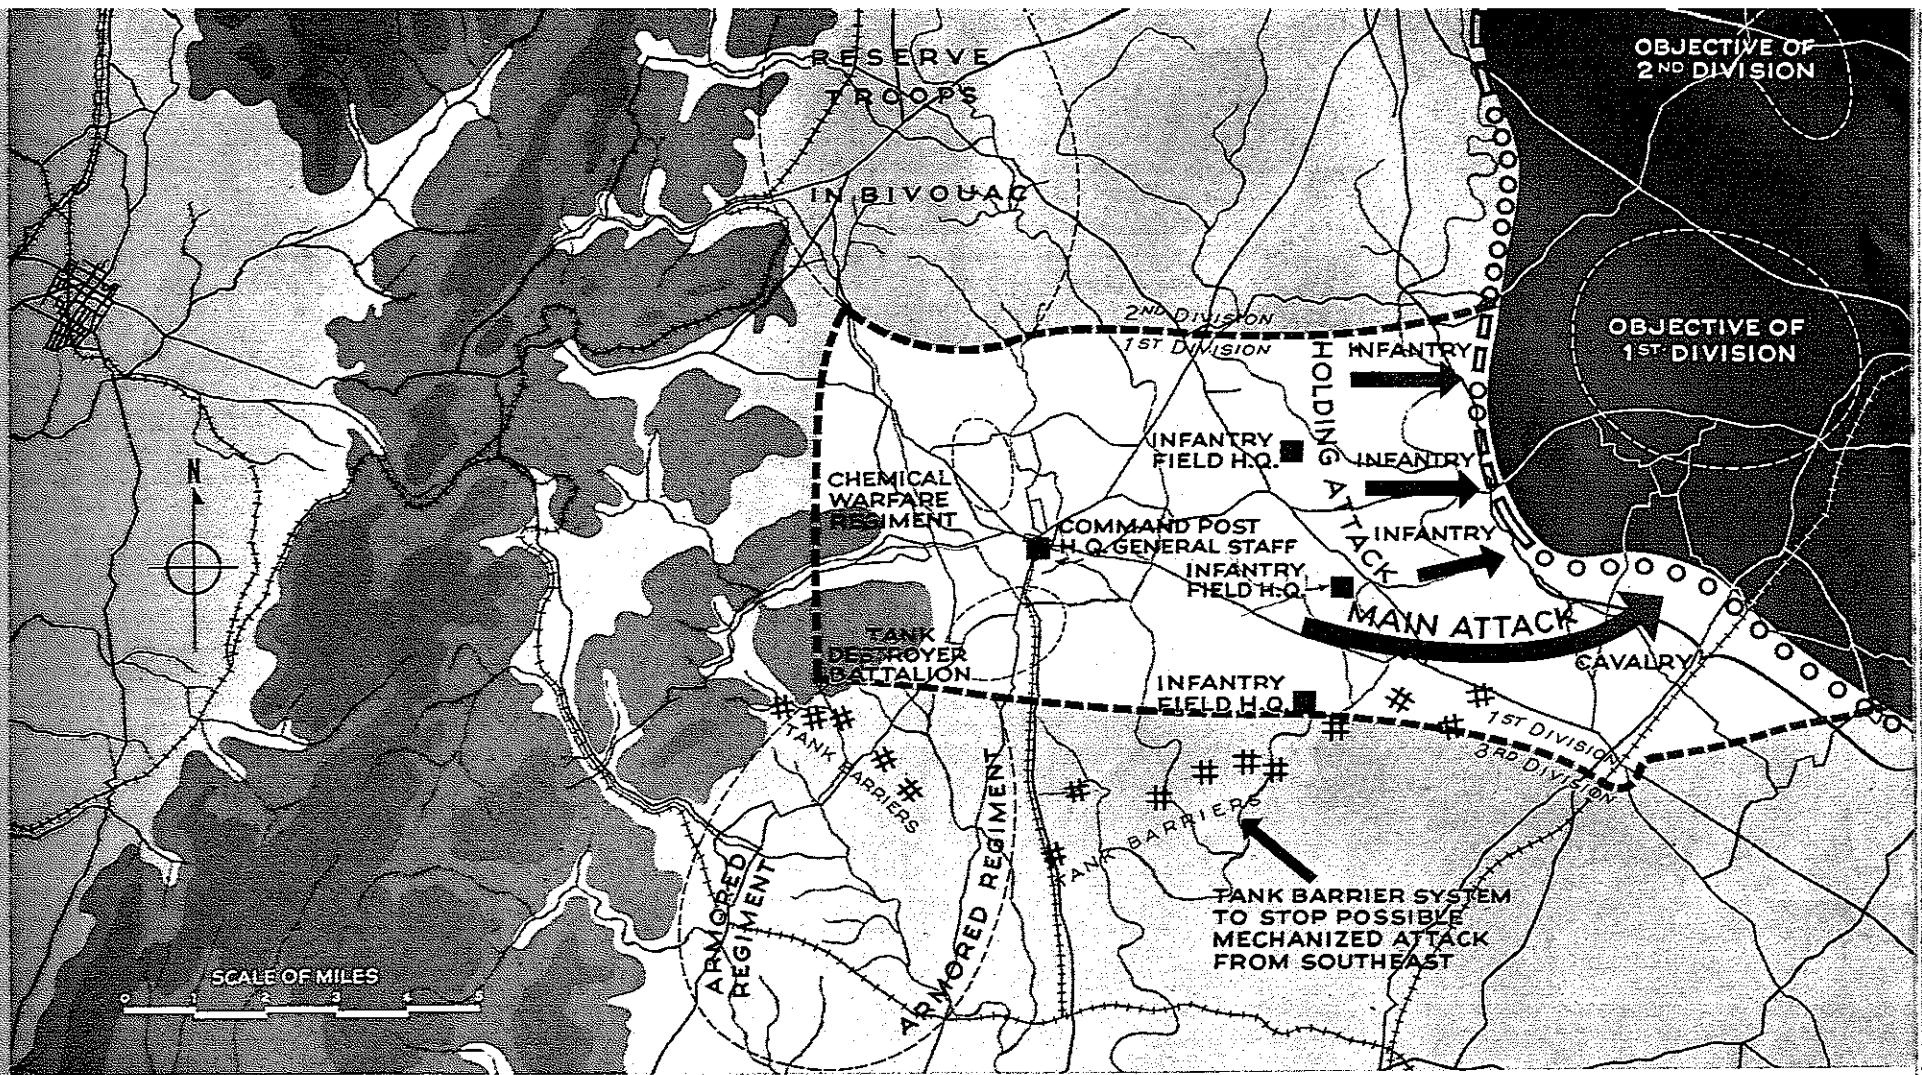 RESERVE
TROOPS
IN BIVOUAC
OBJECTIVE OF
2ND DIVISION
OBJECTIVE OF
1ST DIVISION
2ND DIVISION
1ST DIVISION
HOLDING ATTACK
INFANTRY
INFANTRY
FIELD H.Q.
INFANTRY
INFANTRY
CHEMICAL
WARFARE
REGIMENT
COMMAND POST
H.Q. GENERAL STAFF
INFANTRY
FIELD H.Q.
MAIN ATTACK
CAVALRY
TANK
DESTROYER
BATTALION
INFANTRY
FIELD H.Q.
1ST DIVISION
3RD DIVISION
TANK BARRIERS
TANK BARRIERS
ARMORED
REGIMENT
ARMORED REGIMENT
TANK BARRIER SYSTEM
TO STOP POSSIBLE
MECHANIZED ATTACK
FROM SOUTHEAST
N
SCALE OF MILES
0 1 2 3 4 5